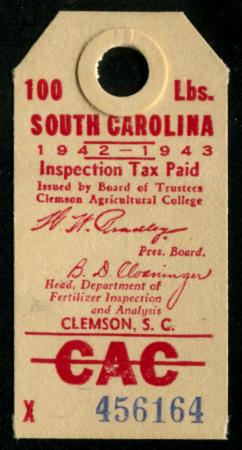 100 Lbs.
SOUTH CAROLINA
1942-1943
Inspection Tax Paid
Issued by Board of Trustees
Clemson Agricultural College
W. W. Bradley
Pres. Board.
B. D. Cloaninger
Head, Department of
Fertilizer Inspection
and Analysis
CLEMSON, S. C.
CAC
X 456164